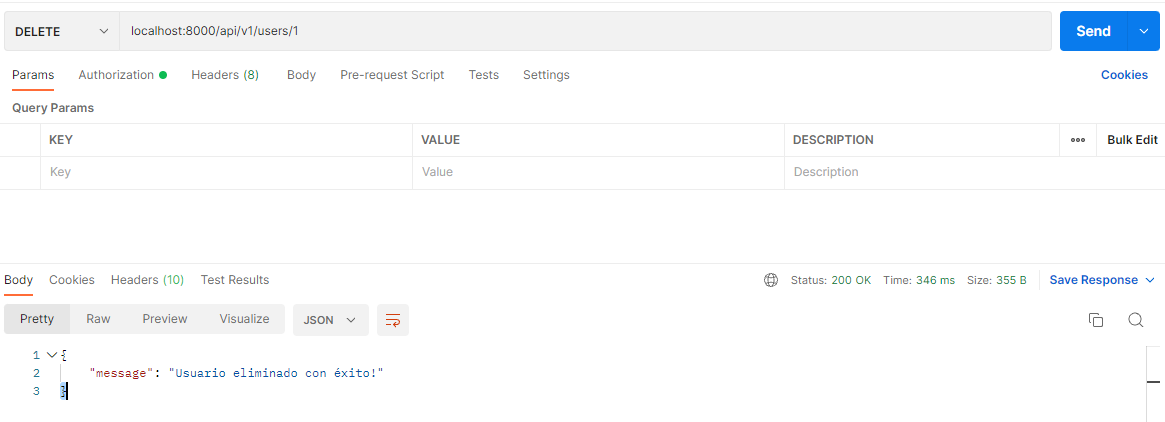 DELETE localhost:8000/api/v1/users/1 Send
Params Authorization Headers (8) Body Pre-request Script Tests Settings Cookies
Query Params
KEY VALUE DESCRIPTION ooo Bulk Edit
Key Value Description
Body Cookies Headers (10) Test Results Status: 200 OK Time: 346 ms Size: 355 B Save Response
Pretty Raw Preview Visualize JSON
1 {
2 "message": "Usuario eliminado con éxito!"
3 }